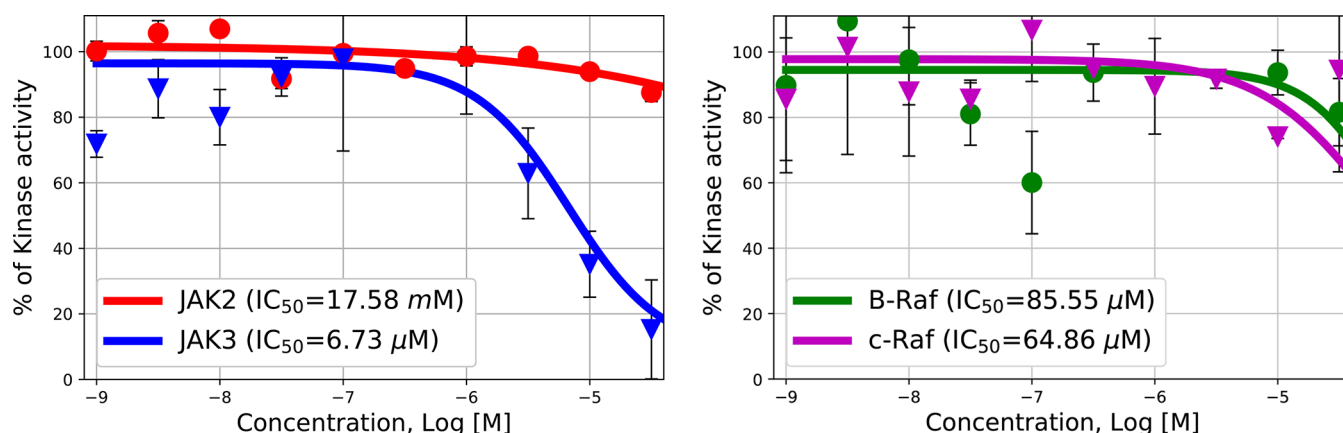 % of Kinase activity
100
80
60
40
20
0
JAK2 (IC50=17.58 mM)
JAK3 (IC50=6.73 μM)
−9
−8
−7
−6
−5
Concentration, Log [M]
% of Kinase activity
100
80
60
40
20
0
B-Raf (IC50=85.55 μM)
c-Raf (IC50=64.86 μM)
−9
−8
−7
−6
−5
Concentration, Log [M]